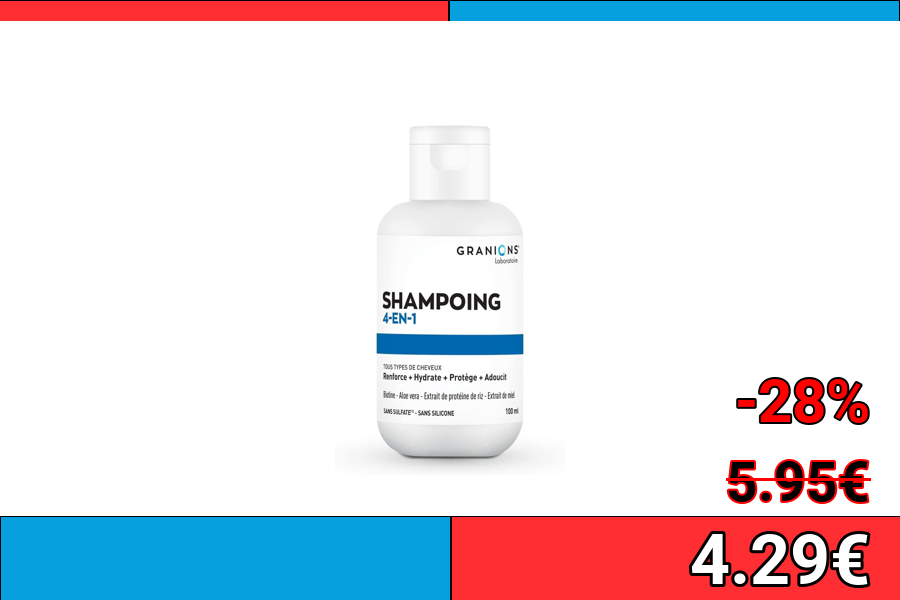 GRANIONS®
Laboratoire
SHAMPOING
4-EN-1
TOUS TYPES DE CHEVEUX
Renforce + Hydrate + Protège + Adoucit
Biotine - Aloe vera - Extrait de protéine de riz - Extrait de miel
SANS SULFATE** - SANS SILICONE 100 ml
-28%
5.95€
4.29€